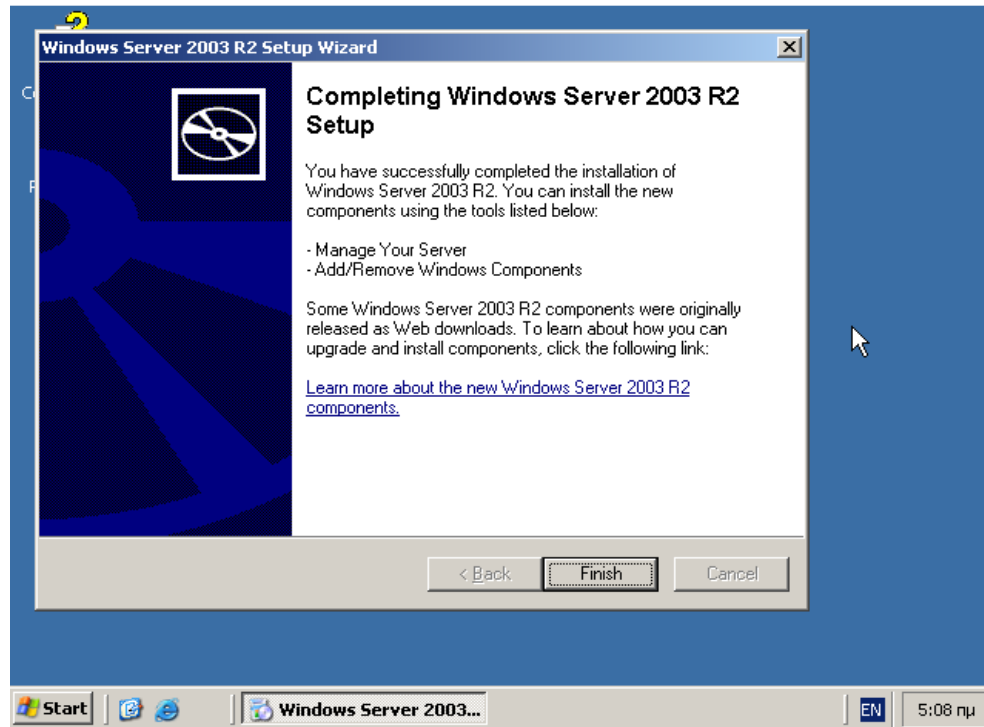 Windows Server 2003 R2 Setup Wizard
Completing Windows Server 2003 R2
Setup
You have successfully completed the installation of
Windows Server 2003 R2. You can install the new
components using the tools listed below:
- Manage Your Server
- Add/Remove Windows Components
Some Windows Server 2003 R2 components were originally
released as Web downloads. To learn about how you can
upgrade and install components, click the following link:
Learn more about the new Windows Server 2003 R2
components.
< Back Finish Cancel
Start Windows Server 2003... EN 5:08 πμ